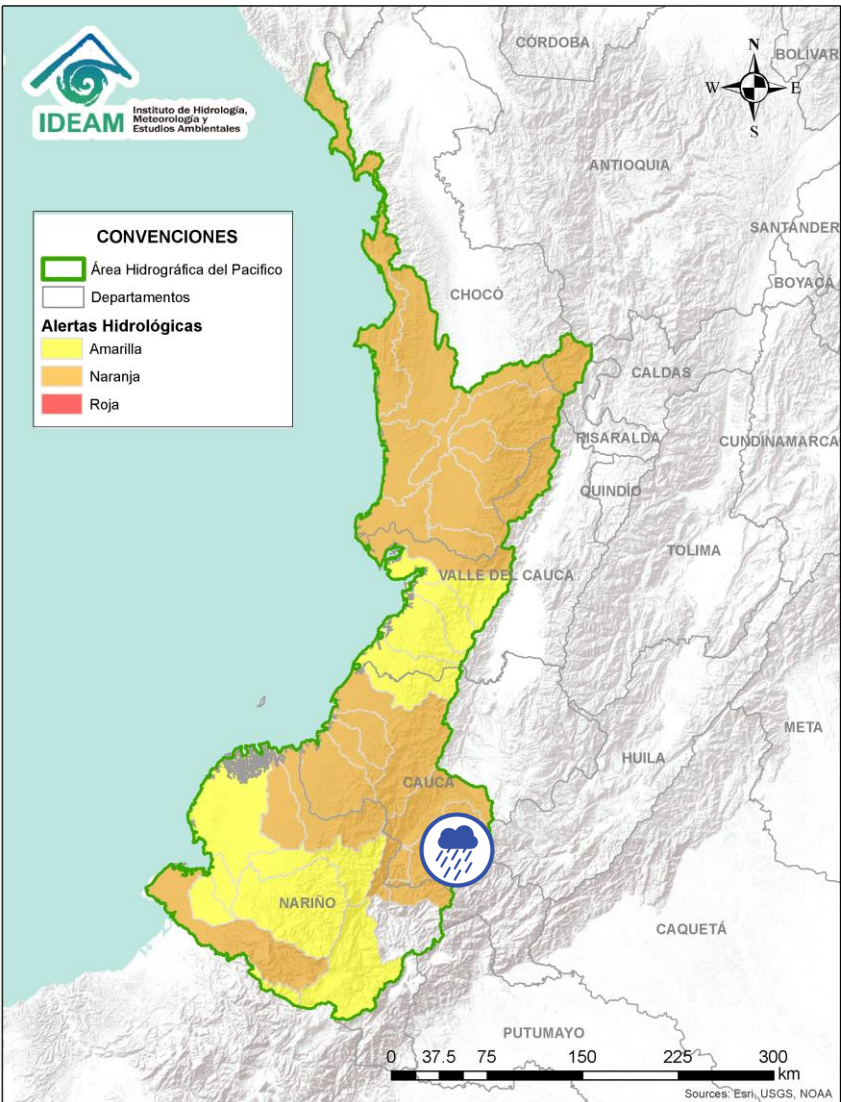 IDEAM
Instituto de Hidrología,
Meteorología y
Estudios Ambientales
N
W
E
S
CÓRDOBA
BOLIVAR
ANTIOQUIA
SANTANDER
BOYACÁ
CHOCÓ
CALDAS
RISARALDA
CUNDINAMARCA
QUINDÍO
TOLIMA
VALLE DEL CAUCA
META
HUILA
CAUCA
NARIÑO
CAQUETÁ
PUTUMAYO
CONVENCIONES
Área Hidrográfica del Pacifico
Departamentos
Alertas Hidrológicas
Amarilla
Naranja
Roja
0 37.5 75 150 225 300
km
Sources: Esri, USGS, NOAA